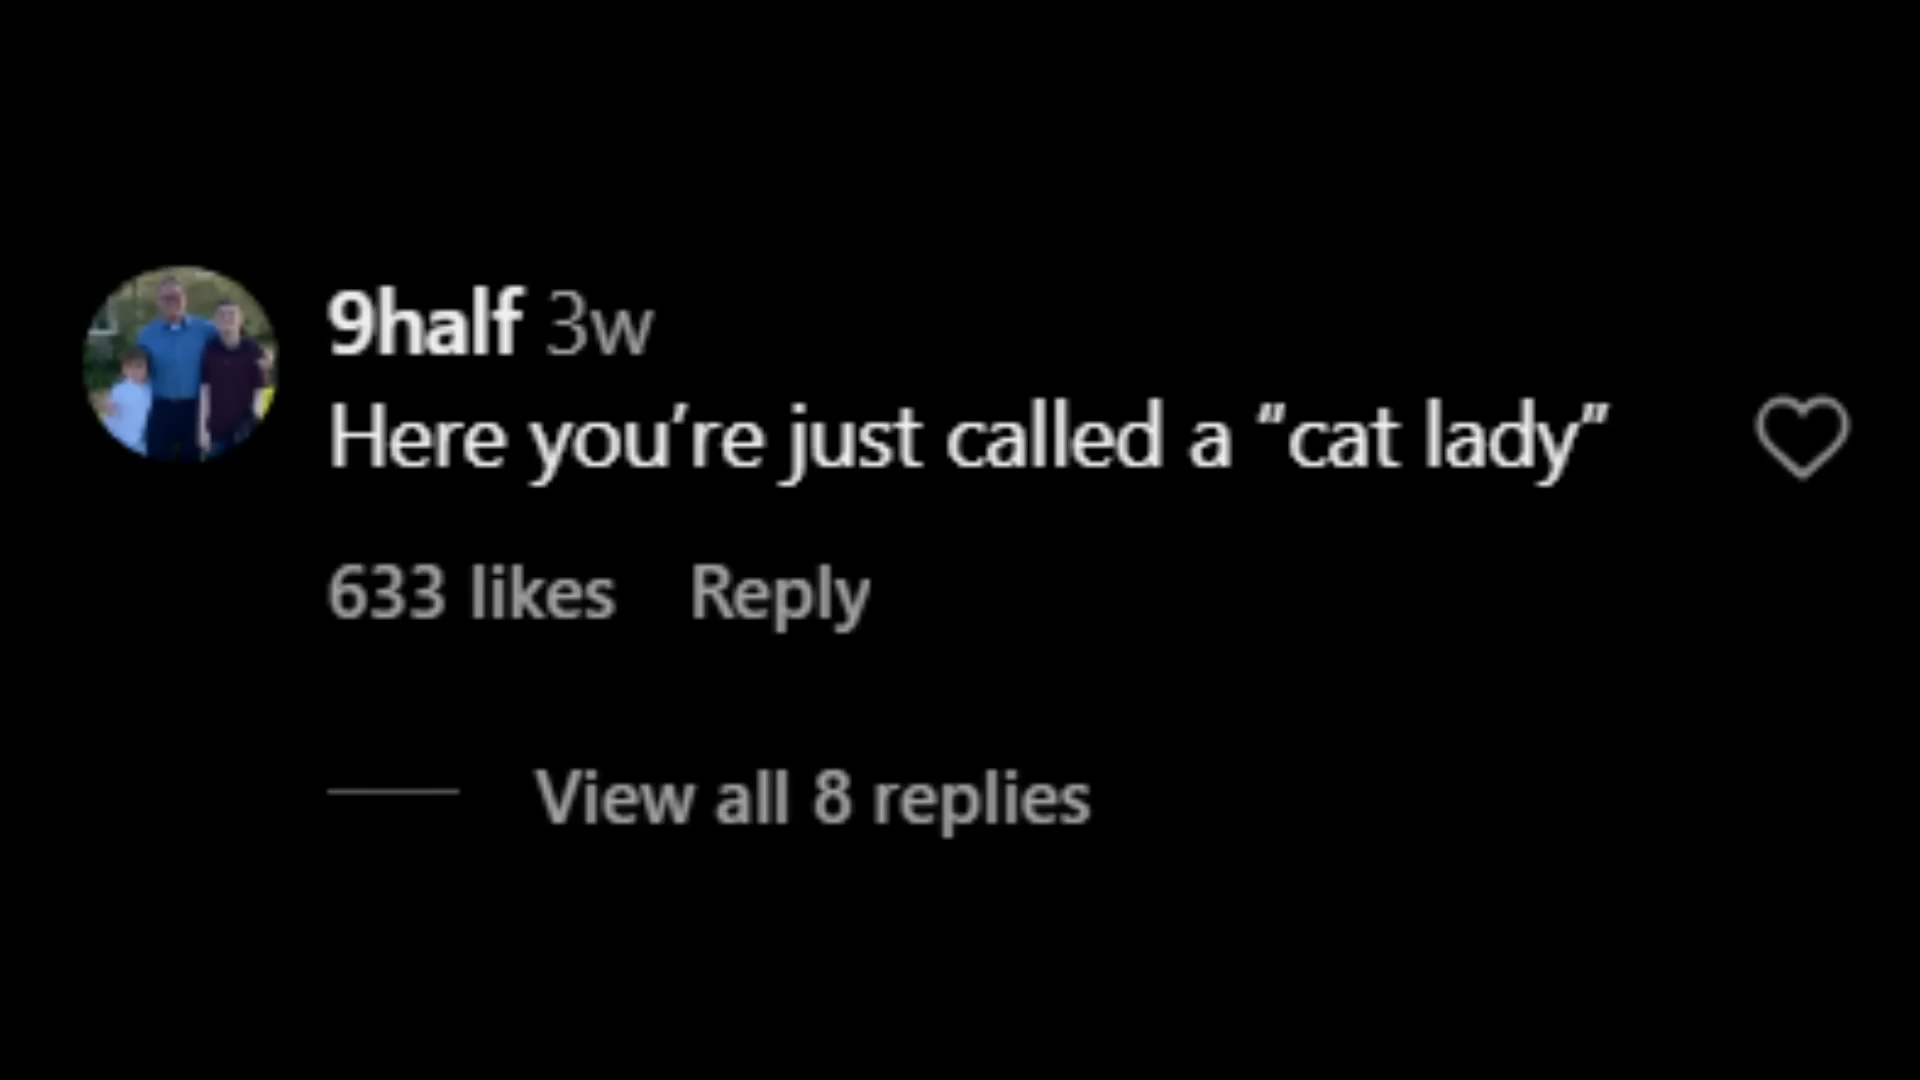 9half 3w
Here you’re just called a “cat lady”
633 likes Reply
View all 8 replies